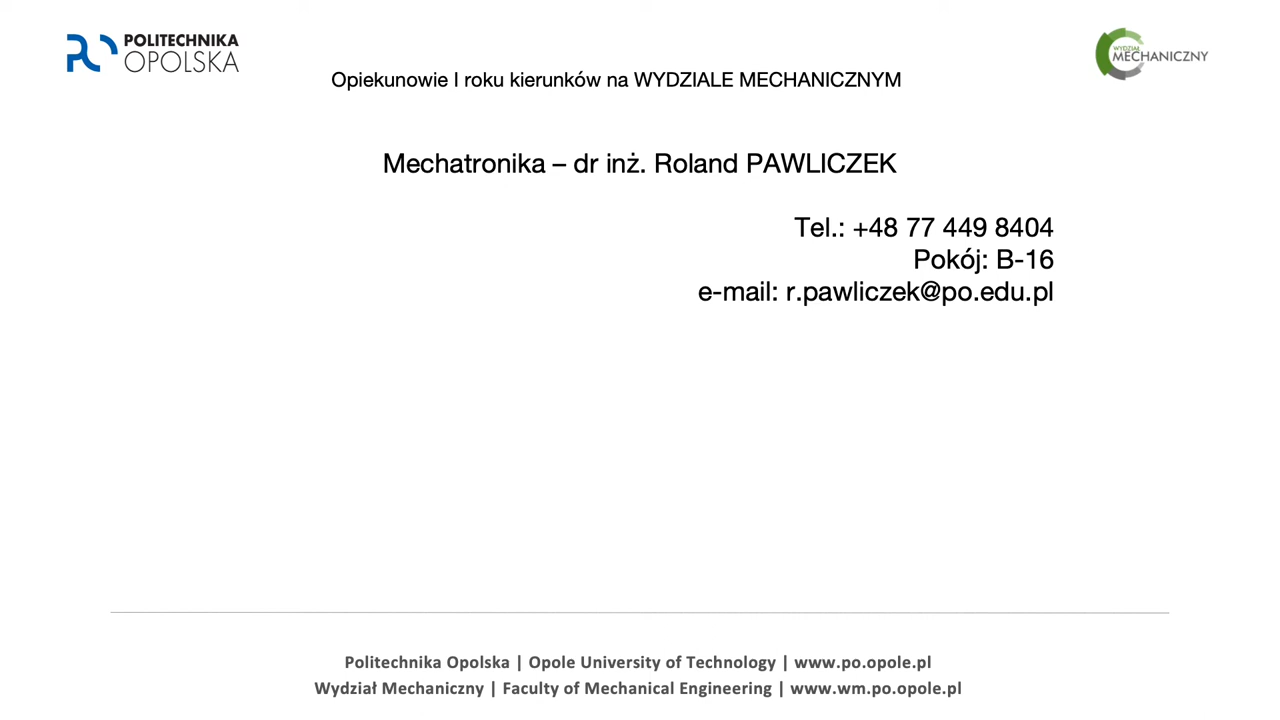 POLITECHNIKA
OPOLSKA
WYDZIAŁ
MECHANICZNY
Opiekunowie I roku kierunków na WYDZIALE MECHANICZNYM
Mechatronika – dr inż. Roland PAWLICZEK
Tel.: +48 77 449 8404
Pokój: B-16
e-mail: r.pawliczek@po.edu.pl
Politechnika Opolska | Opole University of Technology | www.po.opole.pl
Wydział Mechaniczny | Faculty of Mechanical Engineering | www.wm.po.opole.pl